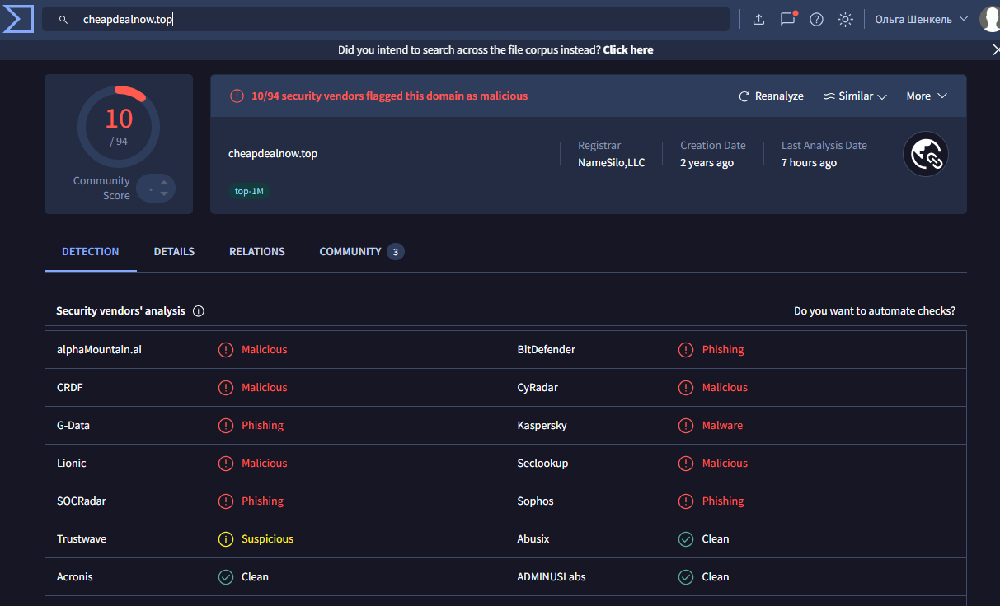 cheapdealnow.top
Ольга Шенкель
Did you intend to search across the file corpus instead? Click here
10
/ 94
Community
Score
10/94 security vendors flagged this domain as malicious
Reanalyze
Similar
More
cheapdealnow.top
top-1M
Registrar
NameSilo,LLC
Creation Date
2 years ago
Last Analysis Date
7 hours ago
DETECTION
DETAILS
RELATIONS
COMMUNITY 3
Security vendors' analysis
Do you want to automate checks?
alphaMountain.ai Malicious BitDefender Phishing
CRDF Malicious CyRadar Malicious
G-Data Phishing Kaspersky Malware
Lionic Malicious Seclookup Malicious
SOCRadar Phishing Sophos Phishing
Trustwave Suspicious Abusix Clean
Acronis Clean ADMINUSLabs Clean